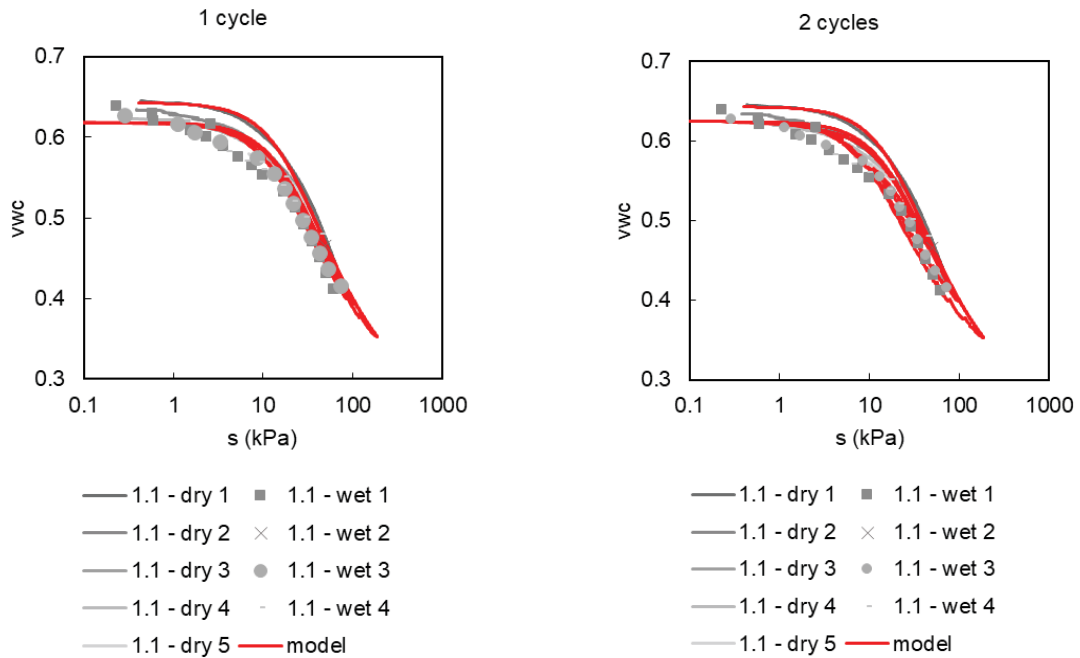 1 cycle
0.7
0.6
0.5
0.4
0.3
vwc
0.1 1 10 100 1000
s (kPa)
1.1 - dry 1 1.1 - wet 1
1.1 - dry 2 1.1 - wet 2
1.1 - dry 3 1.1 - wet 3
1.1 - dry 4 1.1 - wet 4
1.1 - dry 5 model
2 cycles
0.7
0.6
0.5
0.4
0.3
vwc
0.1 1 10 100 1000
s (kPa)
1.1 - dry 1 1.1 - wet 1
1.1 - dry 2 1.1 - wet 2
1.1 - dry 3 1.1 - wet 3
1.1 - dry 4 1.1 - wet 4
1.1 - dry 5 model